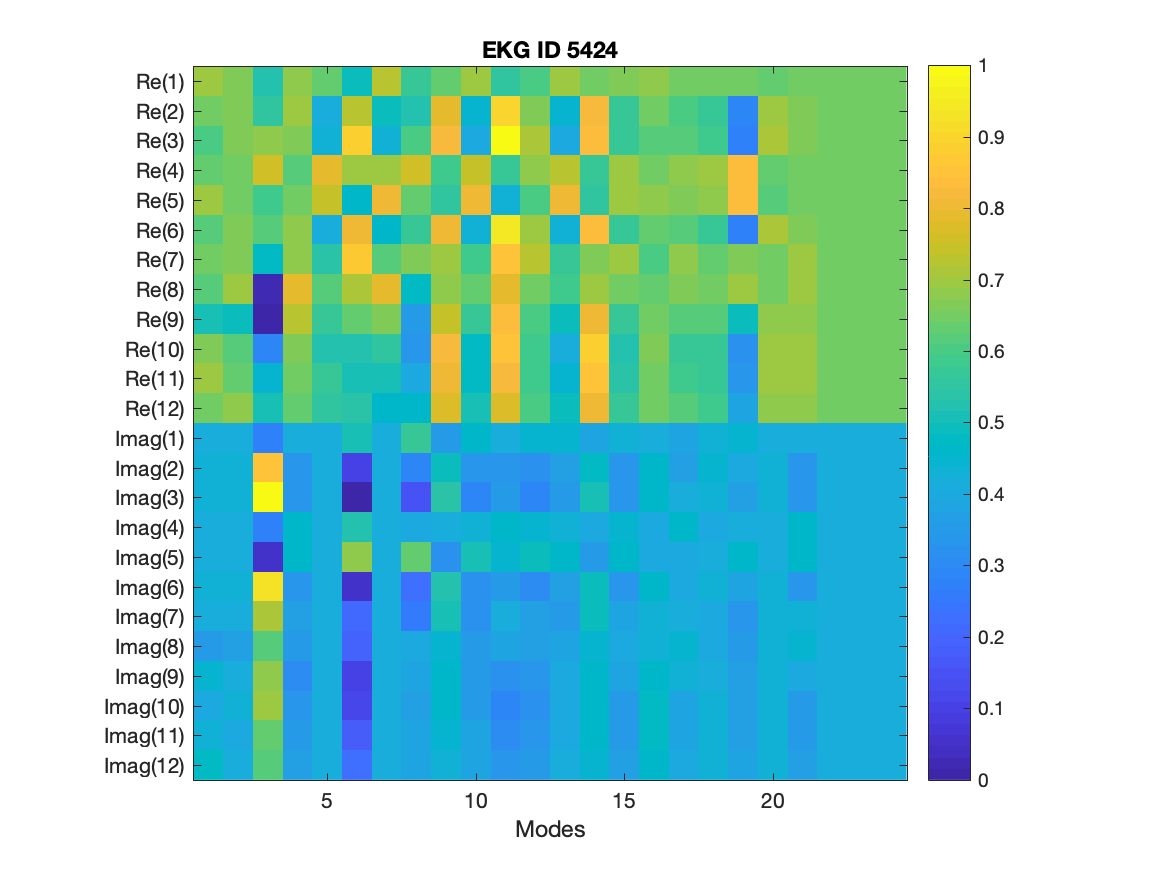 EKG ID 5424
Re(1)
Re(2)
Re(3)
Re(4)
Re(5)
Re(6)
Re(7)
Re(8)
Re(9)
Re(10)
Re(11)
Re(12)
Imag(1)
Imag(2)
Imag(3)
Imag(4)
Imag(5)
Imag(6)
Imag(7)
Imag(8)
Imag(9)
Imag(10)
Imag(11)
Imag(12)
5 10 15 20
Modes
1
0.9
0.8
0.7
0.6
0.5
0.4
0.3
0.2
0.1
0